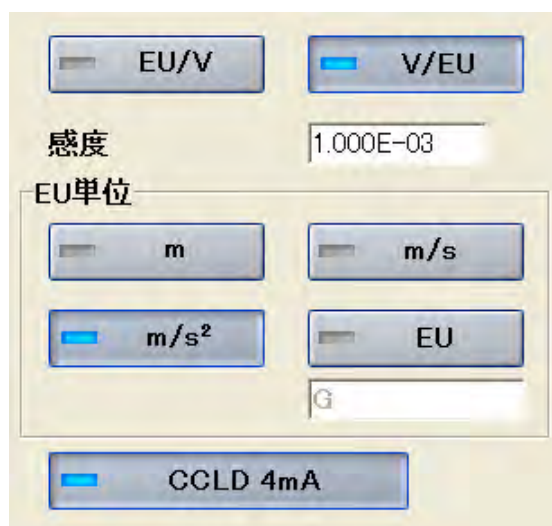 EU/V V/EU
感度 1.000E-03
EU単位
m m/s
m/s² EU
G
CCLD 4mA